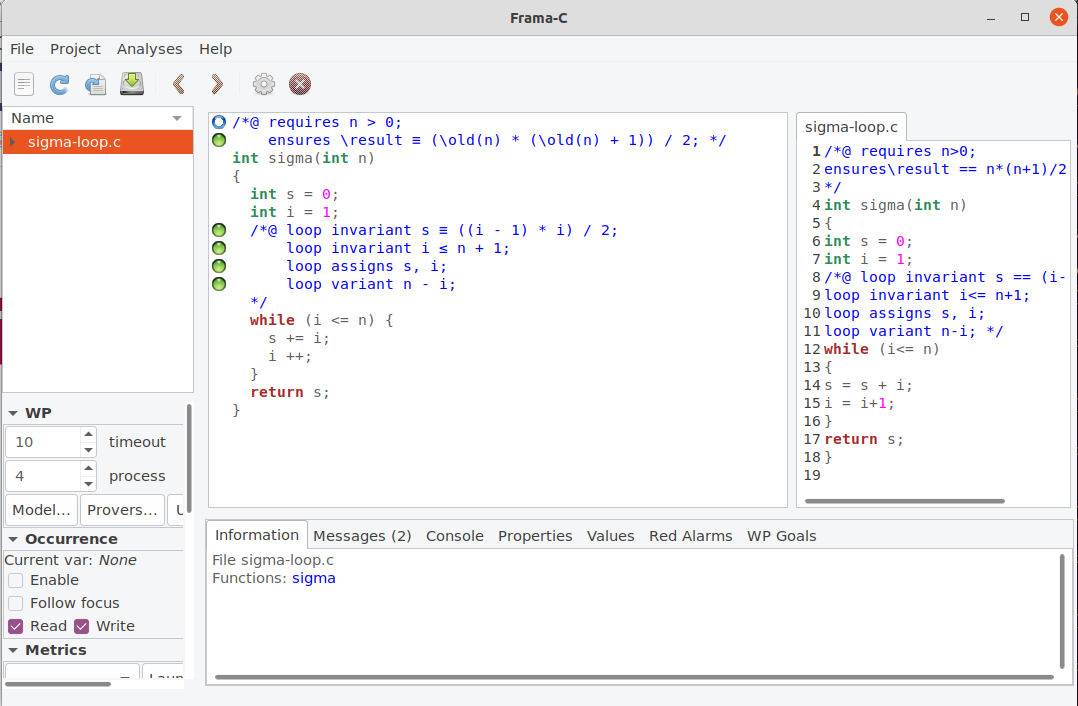 Frama-C
File Project Analyses Help
Name
sigma-loop.c
/*@ requires n > 0;
ensures \result ≡ (\old(n) * (\old(n) + 1)) / 2; */
int sigma(int n)
{
int s = 0;
int i = 1;
/*@ loop invariant s ≡ ((i - 1) * i) / 2;
loop invariant i ≤ n + 1;
loop assigns s, i;
loop variant n - i;
*/
while (i <= n) {
s += i;
i ++;
}
return s;
}
sigma-loop.c
1 /*@ requires n>0;
2 ensures\result == n*(n+1)/2
3 */
4 int sigma(int n)
5 {
6 int s = 0;
7 int i = 1;
8 /*@ loop invariant s == (i-
9 loop invariant i<= n+1;
10 loop assigns s, i;
11 loop variant n-i; */
12 while (i<= n)
13 {
14 s = s + i;
15 i = i+1;
16 }
17 return s;
18 }
19
WP
10 timeout
4 process
Model... Provers...
Occurrence
Current var: None
Enable
Follow focus
Read Write
Metrics
Information Messages (2) Console Properties Values Red Alarms WP Goals
File sigma-loop.c
Functions: sigma